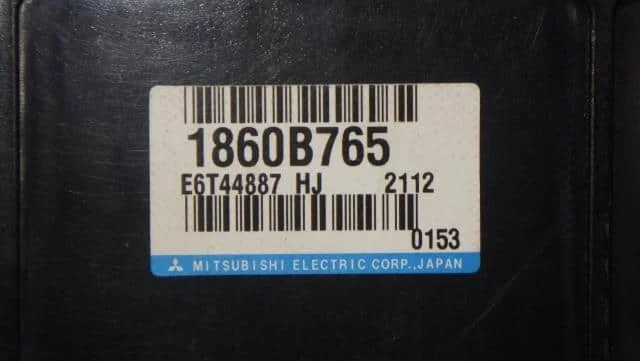 1860B765
E6T44887 HJ 2112
0153
MITSUBISHI ELECTRIC CORP.,JAPAN